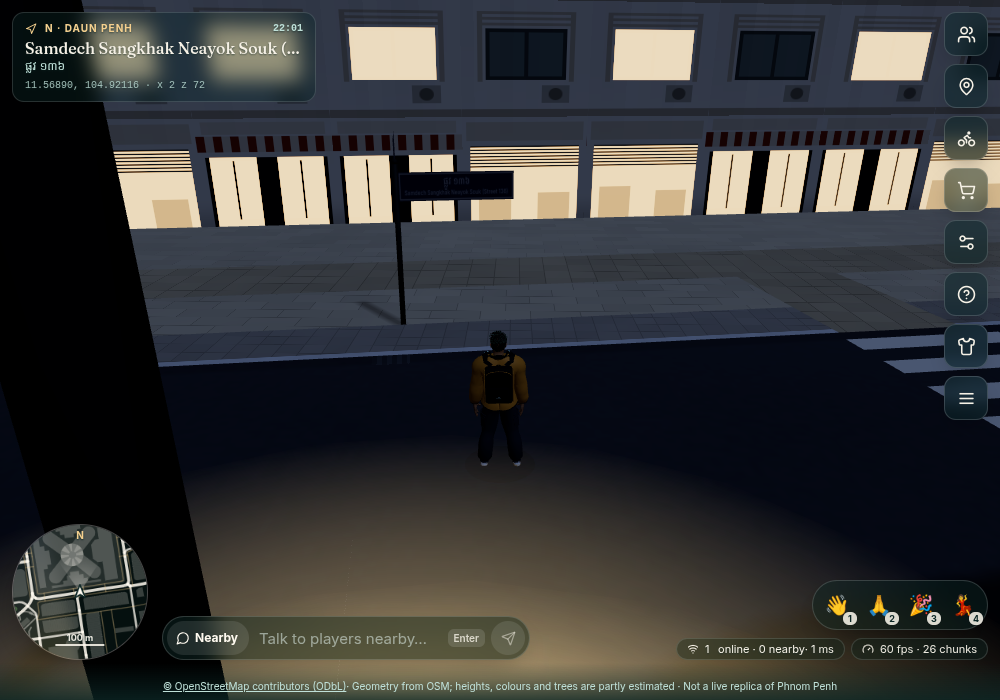 N · DAUN PENH
22:01
Samdech Sangkhak Neayok Souk (...
ផ្លូវ ១៣៦
11.56890, 104.92116 · x 2 z 72
N
100 m
Nearby
Talk to players nearby...
Enter
1
2
3
4
1 online · 0 nearby · 1 ms
60 fps · 26 chunks
© OpenStreetMap contributors (ODbL) · Geometry from OSM; heights, colours and trees are partly estimated · Not a live replica of Phnom Penh